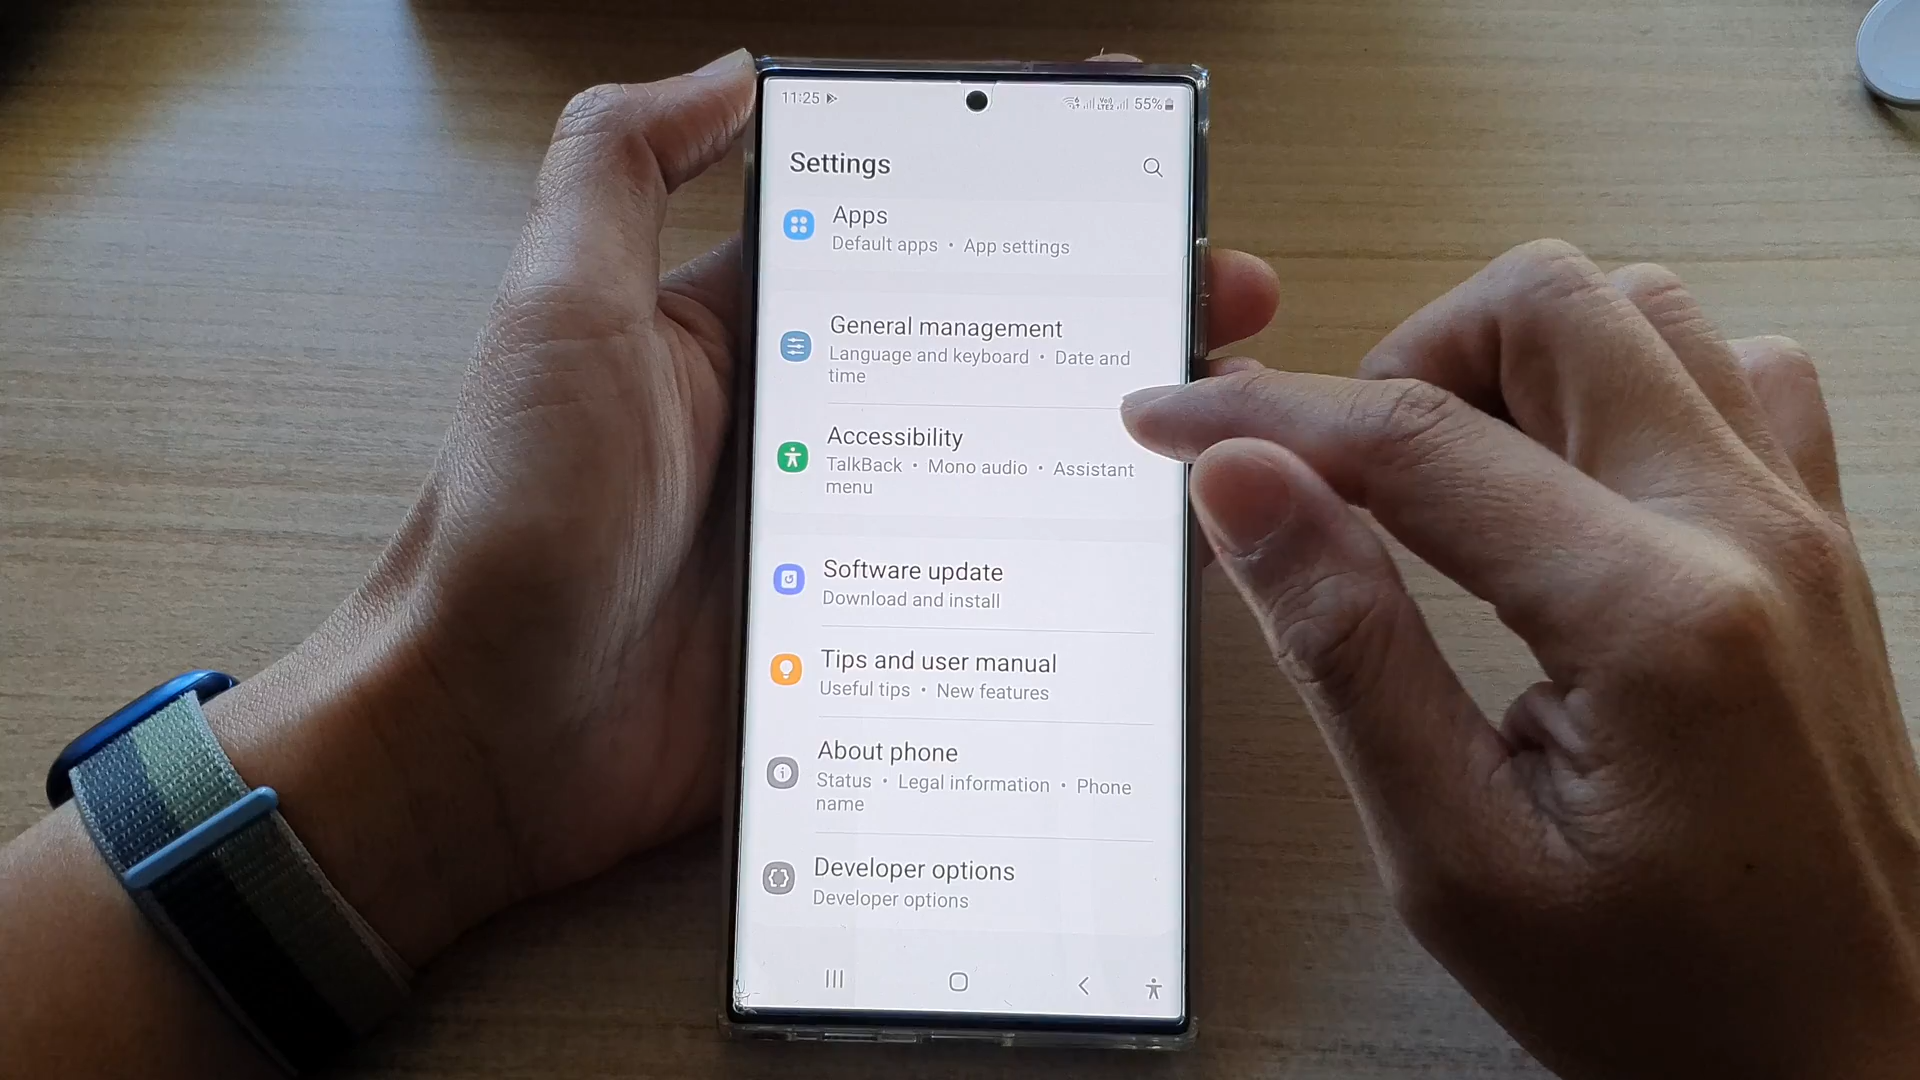 11:25
VoLTE2 55%
Settings
Apps
Default apps • App settings
General management
Language and keyboard • Date and
time
Accessibility
TalkBack • Mono audio • Assistant
menu
Software update
Download and install
Tips and user manual
Useful tips • New features
About phone
Status • Legal information • Phone
name
Developer options
Developer options